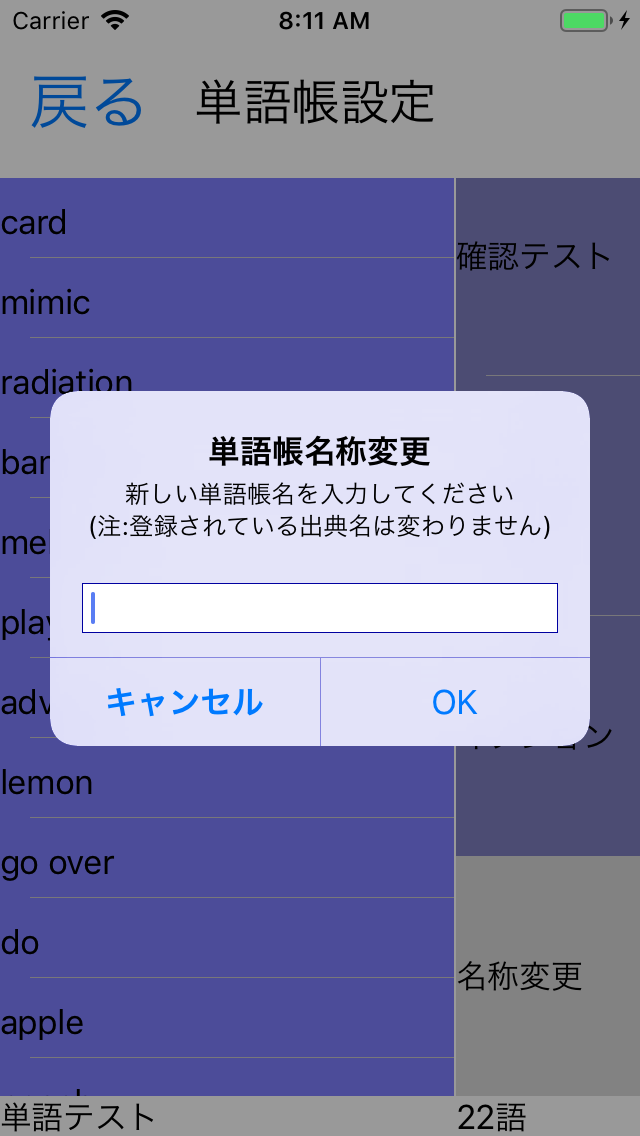 Carrier 8:11 AM
戻る 単語帳設定
card
確認テスト
mimic
radiation
単語帳名称変更
新しい単語帳名を入力してください
(注:登録されている出典名は変わりません)
キャンセル OK
lemon
go over
do
名称変更
apple
単語テスト 22語